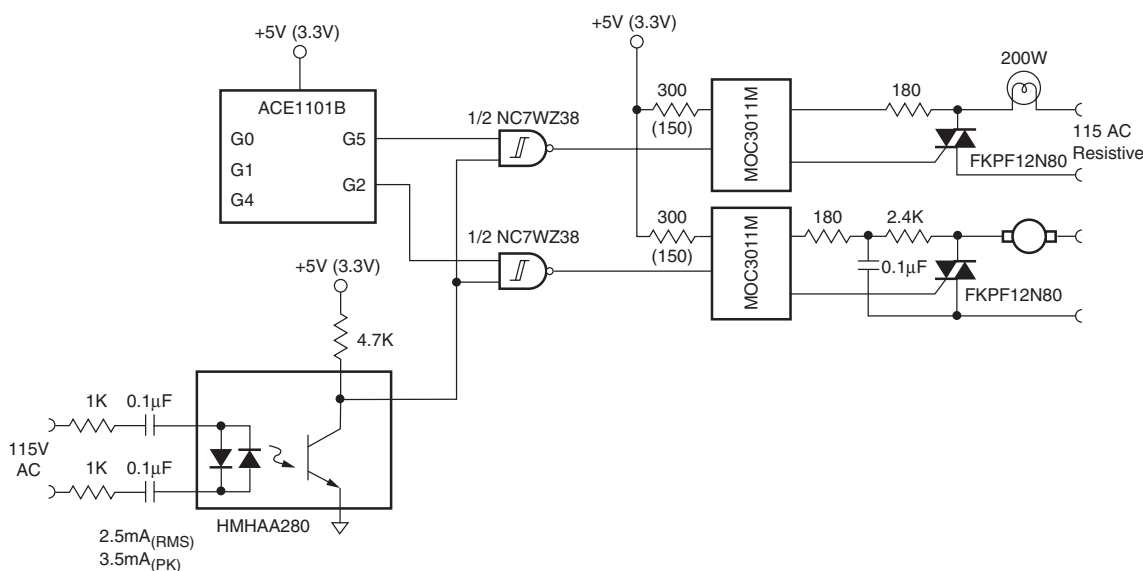 +5V (3.3V)
ACE1101B
G0
G1
G4
G5
G2
1/2 NC7WZ38
1/2 NC7WZ38
+5V (3.3V)
300
(150)
MOC3011M
180
200W
115 AC
Resistive
FKPF12N80
300
(150)
MOC3011M
180
2.4K
0.1µF
FKPF12N80
+5V (3.3V)
4.7K
1K
0.1µF
115V
AC
1K
0.1µF
HMHAA280
2.5mA(RMS)
3.5mA(PK)